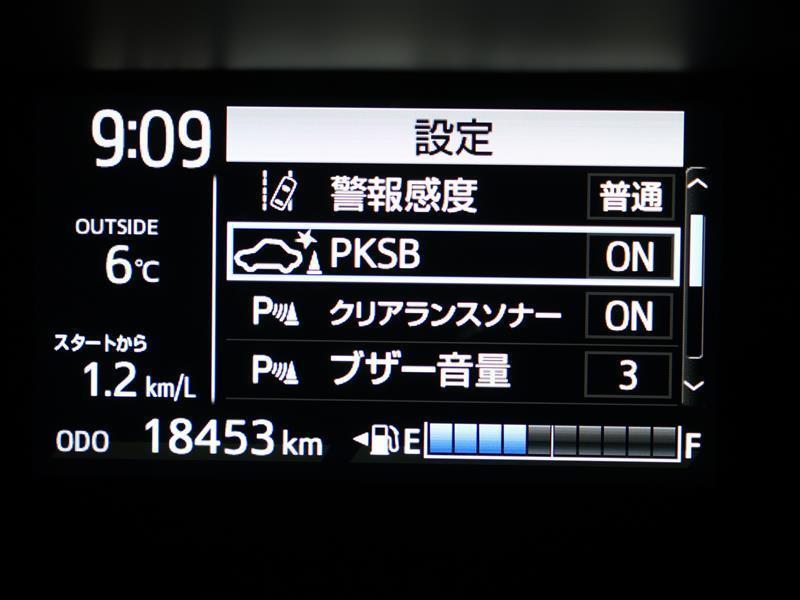 9:09
設定
警報感度 普通
OUTSIDE
6℃
PKSB ON
P クリアランスソナー ON
スタートから
1.2 km/L
P ブザー音量 3
ODO 18453 km E F